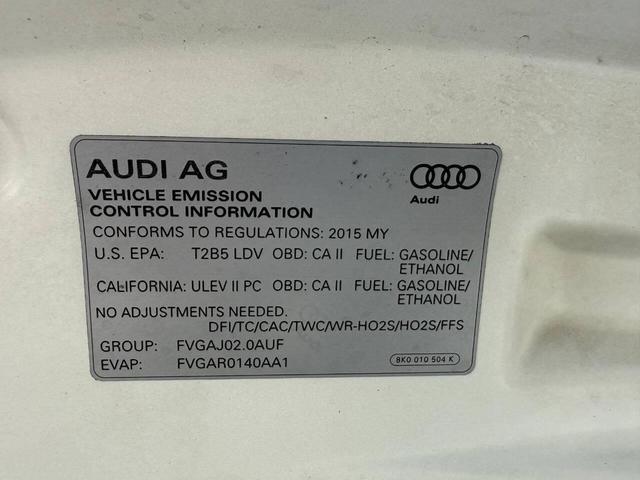 AUDI AG
Audi
VEHICLE EMISSION
CONTROL INFORMATION
CONFORMS TO REGULATIONS: 2015 MY
U.S. EPA: T2B5 LDV OBD: CA II FUEL: GASOLINE/
ETHANOL
CALIFORNIA: ULEV II PC OBD: CA II FUEL: GASOLINE/
ETHANOL
NO ADJUSTMENTS NEEDED.
DFI/TC/CAC/TWC/WR-HO2S/HO2S/FFS
GROUP: FVGAJ02.0AUF
EVAP: FVGAR0140AA1
8K0 010 504 K